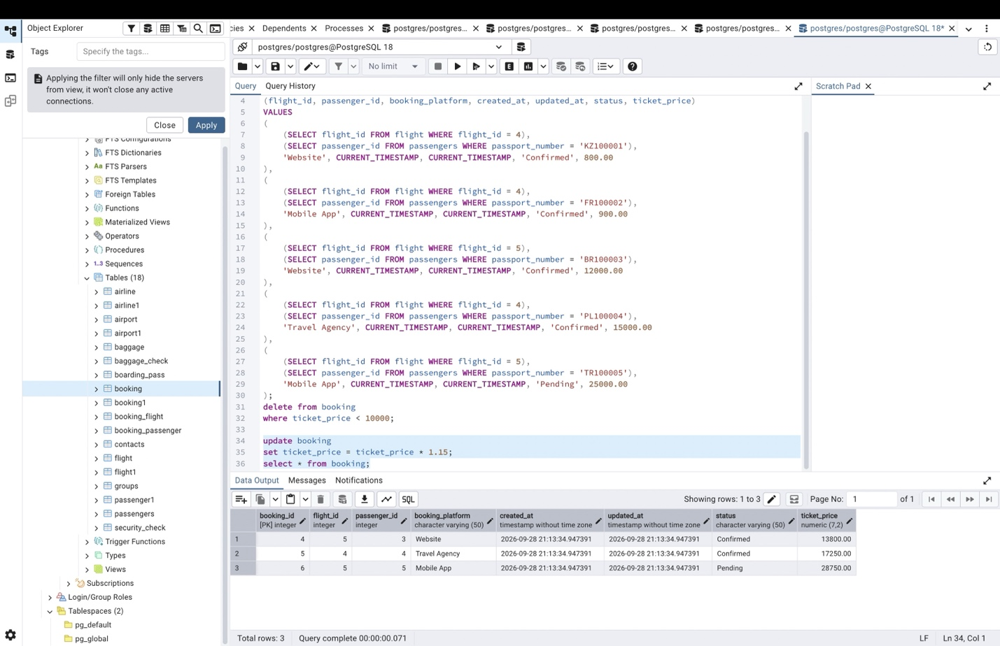 Object Explorer
cies
Dependents
Processes
postgres/postgres...
postgres/postgres...
postgres/postgres...
postgres/postgres...
postgres/postgres@PostgreSQL 18*
Tags
Specify the tags...
Applying the filter will only hide the servers
from view, it won't close any active
connections.
Close
Apply
FTS Configurations
FTS Dictionaries
Aa FTS Parsers
FTS Templates
Foreign Tables
Functions
Materialized Views
Operators
Procedures
1..3 Sequences
Tables (18)
airline
airline1
airport
airport1
baggage
baggage_check
boarding_pass
booking
booking1
booking_flight
booking_passenger
contacts
flight
flight1
groups
passenger1
passengers
security_check
Trigger Functions
Types
Views
Subscriptions
Login/Group Roles
Tablespaces (2)
pg_default
pg_global
postgres/postgres@PostgreSQL 18
No limit
E
Query
Query History
Scratch Pad
4 (flight_id, passenger_id, booking_platform, created_at, updated_at, status, ticket_price)
5 VALUES
6 (
7 (SELECT flight_id FROM flight WHERE flight_id = 4),
8 (SELECT passenger_id FROM passengers WHERE passport_number = 'KZ100001'),
9 'Website', CURRENT_TIMESTAMP, CURRENT_TIMESTAMP, 'Confirmed', 800.00
10 ),
11 (
12 (SELECT flight_id FROM flight WHERE flight_id = 4),
13 (SELECT passenger_id FROM passengers WHERE passport_number = 'FR100002'),
14 'Mobile App', CURRENT_TIMESTAMP, CURRENT_TIMESTAMP, 'Confirmed', 900.00
15 ),
16 (
17 (SELECT flight_id FROM flight WHERE flight_id = 5),
18 (SELECT passenger_id FROM passengers WHERE passport_number = 'BR100003'),
19 'Website', CURRENT_TIMESTAMP, CURRENT_TIMESTAMP, 'Confirmed', 12000.00
20 ),
21 (
22 (SELECT flight_id FROM flight WHERE flight_id = 4),
23 (SELECT passenger_id FROM passengers WHERE passport_number = 'PL100004'),
24 'Travel Agency', CURRENT_TIMESTAMP, CURRENT_TIMESTAMP, 'Confirmed', 15000.00
25 ),
26 (
27 (SELECT flight_id FROM flight WHERE flight_id = 5),
28 (SELECT passenger_id FROM passengers WHERE passport_number = 'TR100005'),
29 'Mobile App', CURRENT_TIMESTAMP, CURRENT_TIMESTAMP, 'Pending', 25000.00
30 );
31 delete from booking
32 where ticket_price < 10000;
33
34 update booking
35 set ticket_price = ticket_price * 1.15;
36 select * from booking;
Data Output
Messages
Notifications
SQL
Showing rows: 1 to 3
Page No: 1 of 1
booking_id flight_id passenger_id booking_platform created_at updated_at status ticket_price
[PK] integer integer integer character varying (50) timestamp without time zone timestamp without time zone character varying (50) numeric (7,2)
1 4 5 3 Website 2026-09-28 21:13:34.947391 2026-09-28 21:13:34.947391 Confirmed 13800.00
2 5 4 4 Travel Agency 2026-09-28 21:13:34.947391 2026-09-28 21:13:34.947391 Confirmed 17250.00
3 6 5 5 Mobile App 2026-09-28 21:13:34.947391 2026-09-28 21:13:34.947391 Pending 28750.00
Total rows: 3
Query complete 00:00:00.071
LF
Ln 34, Col 1